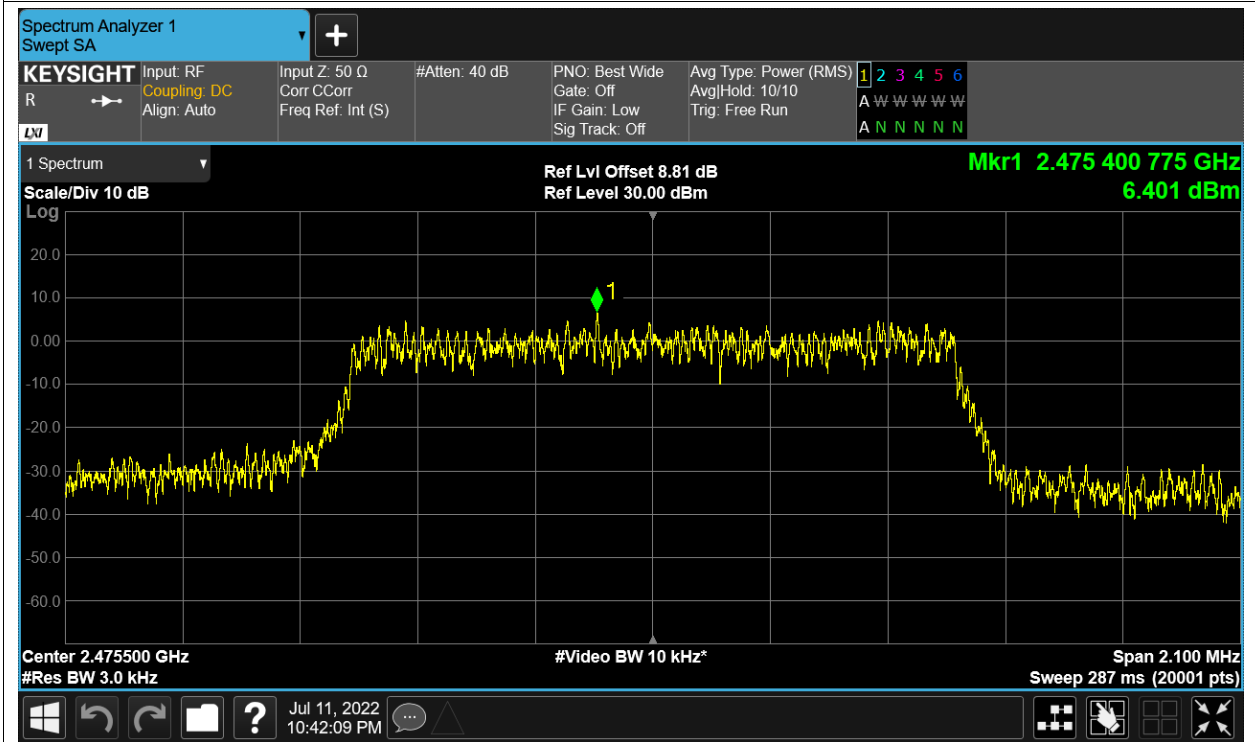 Spectrum Analyzer 1
Swept SA
+
KEYSIGHT
R
LXI
Input: RF
Coupling: DC
Align: Auto
Input Z: 50 Ω
Corr CCorr
Freq Ref: Int (S)
#Atten: 40 dB
PNO: Best Wide
Gate: Off
IF Gain: Low
Sig Track: Off
Avg Type: Power (RMS)
Avg|Hold: 10/10
Trig: Free Run
1 2 3 4 5 6
A W W W W W
A N N N N N
1 Spectrum
Scale/Div 10 dB
Log
Ref Lvl Offset 8.81 dB
Ref Level 30.00 dBm
Mkr1 2.475 400 775 GHz
6.401 dBm
20.0
10.0
1
0.00
-10.0
-20.0
-30.0
-40.0
-50.0
-60.0
Center 2.475500 GHz
#Res BW 3.0 kHz
#Video BW 10 kHz*
Span 2.100 MHz
Sweep 287 ms (20001 pts)
?
Jul 11, 2022
10:42:09 PM